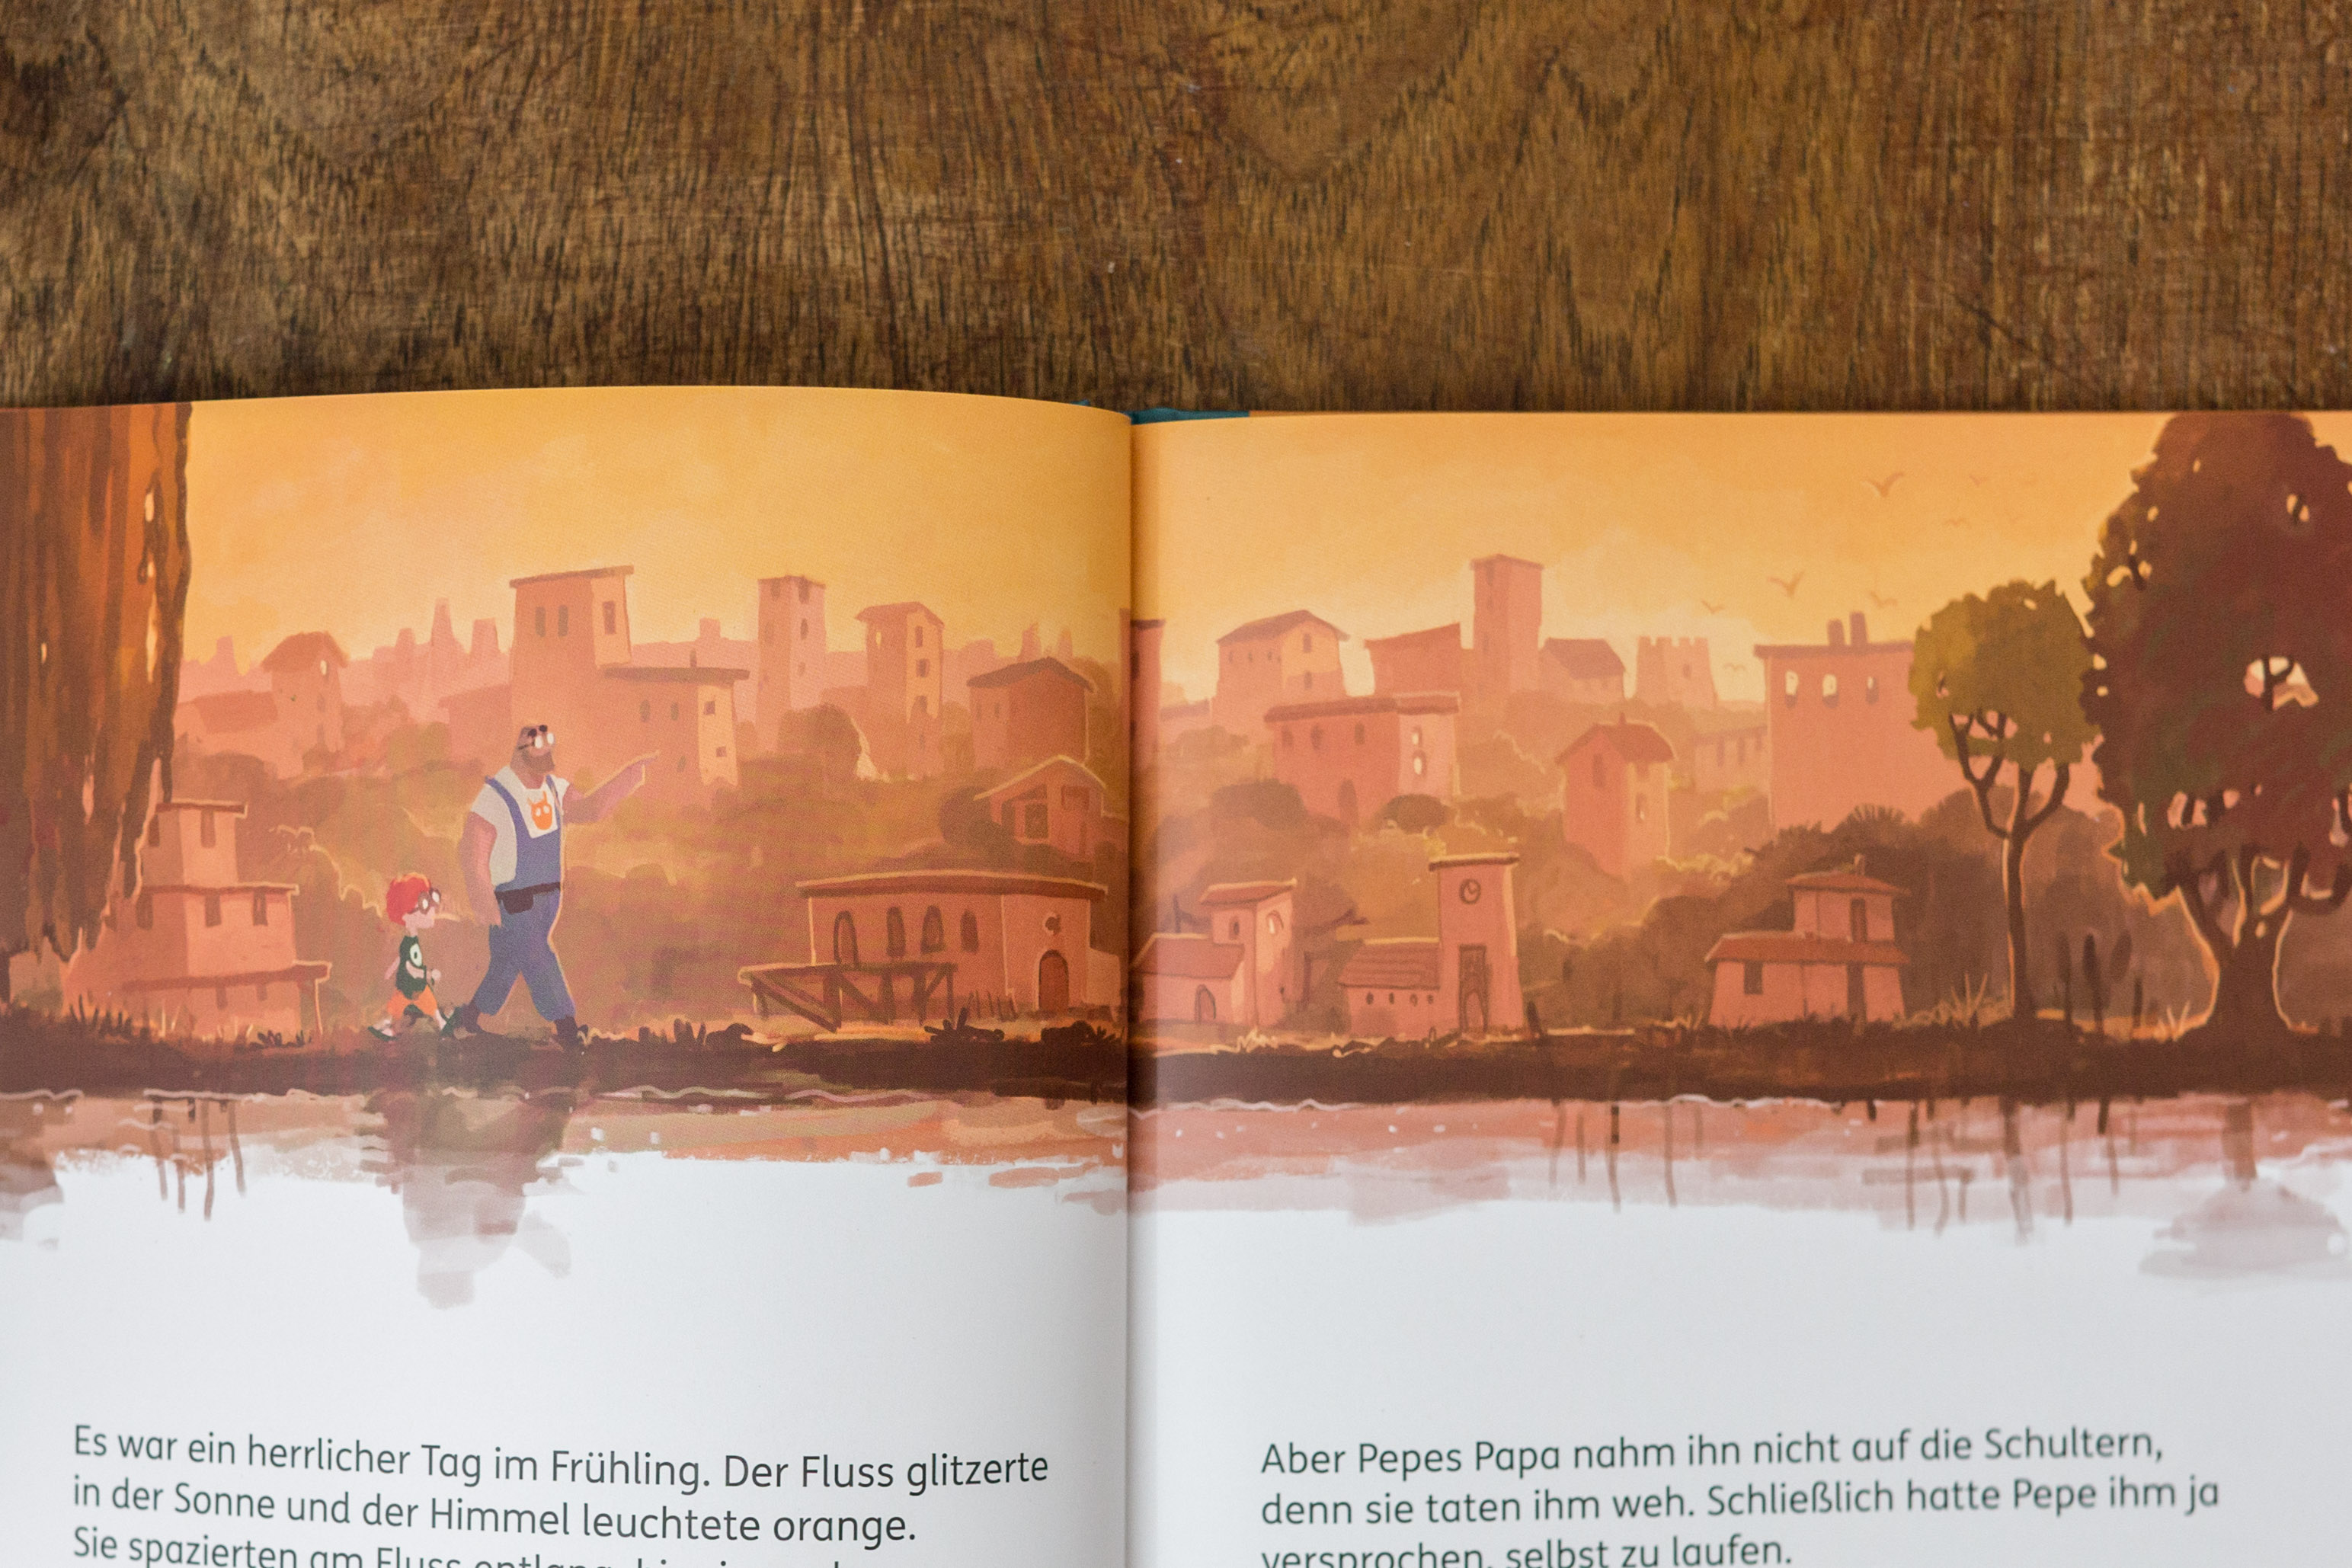 Es war ein herrlicher Tag im Frühling. Der Fluss glitzerte
in der Sonne und der Himmel leuchtete orange.
Sie spazierten am Fluss entlang
Aber Pepes Papa nahm ihn nicht auf die Schultern,
denn sie taten ihm weh. Schließlich hatte Pepe ihm ja
versprochen, selbst zu laufen.